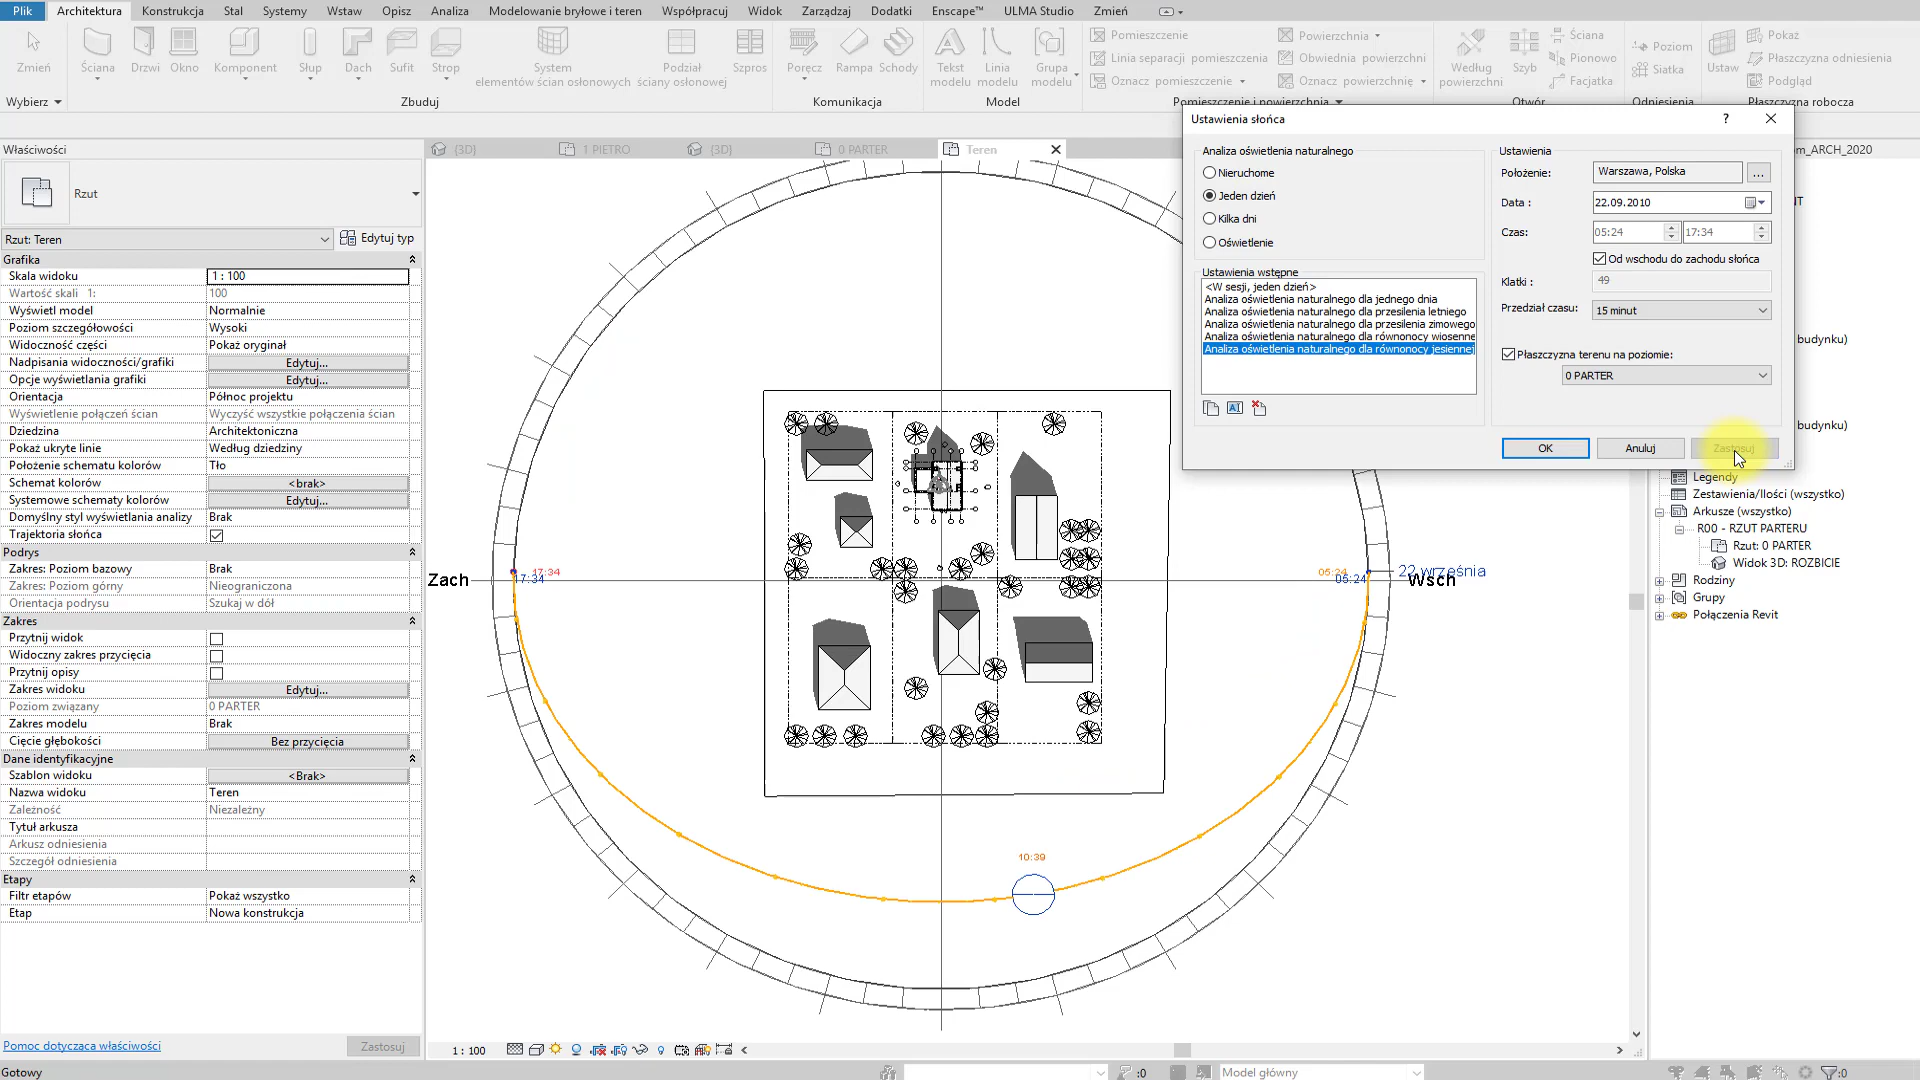 Plik Architektura Konstrukcja Stal Systemy Wstaw Opisz Analiza Modelowanie bryłowe i teren Współpracuj Widok Zarządzaj Dodatki Enscape™ ULMA Studio Zmień
Zmień Ściana Drzwi Okno Komponent Słup Dach Sufit Strop System elementów ścian osłonowych Podział ściany osłonowej Szpros Poręcz Rampa Schody Tekst modelu Linia modelu Grupa modelu
Pomieszczenie Powierzchnia
Linia separacji pomieszczenia Obwiednia powierzchni
Oznacz pomieszczenie Oznacz powierzchnię
Według powierzchni Szyb Ściana Pionowo Facjatka Poziom Siatka Ustaw Pokaż Płaszczyzna odniesienia Podgląd
Wybierz Zbuduj Komunikacja Model Pomieszczenie i powierzchnia Otwór Odniesienia Płaszczyzna robocza
Właściwości
Rzut
Rzut: Teren Edytuj typ
Grafika
Skala widoku 1 : 100
Wartość skali 1: 100
Wyświetl model Normalnie
Poziom szczegółowości Wysoki
Widoczność części Pokaż oryginał
Nadpisania widoczności/grafiki Edytuj...
Opcje wyświetlania grafiki Edytuj...
Orientacja Północ projektu
Wyświetlenie połączeń ścian Wyczyść wszystkie połączenia ścian
Dziedzina Architektoniczna
Pokaż ukryte linie Według dziedziny
Położenie schematu kolorów Tło
Schemat kolorów <brak>
Systemowe schematy kolorów Edytuj...
Domyślny styl wyświetlania analizy Brak
Trajektoria słońca
Podrys
Zakres: Poziom bazowy Brak
Zakres: Poziom górny Nieograniczona
Orientacja podrysu Szukaj w dół
Zakres
Przytnij widok
Widoczny zakres przycięcia
Przytnij opisy
Zakres widoku Edytuj...
Poziom związany 0 PARTER
Zakres modelu Brak
Cięcie głębokości Bez przycięcia
Dane identyfikacyjne
Szablon widoku <Brak>
Nazwa widoku Teren
Zależność Niezależny
Tytuł arkusza
Arkusz odniesienia
Szczegół odniesienia
Etapy
Filtr etapów Pokaż wszystko
Etap Nowa konstrukcja
Pomoc dotycząca właściwości Zastosuj
{3D} 1 PIETRO {3D} 0 PARTER Teren
Zach 17:34 17:34
05:24 05:24 22 września Wsch
10:39
Ustawienia słońca ?
Analiza oświetlenia naturalnego
Nieruchome
Jeden dzień
Kilka dni
Oświetlenie
Ustawienia wstępne
<W sesji, jeden dzień>
Analiza oświetlenia naturalnego dla jednego dnia
Analiza oświetlenia naturalnego dla przesilenia letniego
Analiza oświetlenia naturalnego dla przesilenia zimowego
Analiza oświetlenia naturalnego dla równonocy wiosenne
Analiza oświetlenia naturalnego dla równonocy jesiennej
Ustawienia
Położenie: Warszawa, Polska ...
Data : 22.09.2010
Czas: 05:24 17:34
Od wschodu do zachodu słońca
Klatki : 49
Przedział czasu: 15 minut
Płaszczyzna terenu na poziomie:
0 PARTER
OK Anuluj Zastosuj
m_ARCH_2020
budynku)
budynku)
Legendy
Zestawienia/Ilości (wszystko)
Arkusze (wszystko)
R00 - RZUT PARTERU
Rzut: 0 PARTER
Widok 3D: ROZBICIE
Rodziny
Grupy
Połączenia Revit
1 : 100
Gotowy :0 Model główny :0